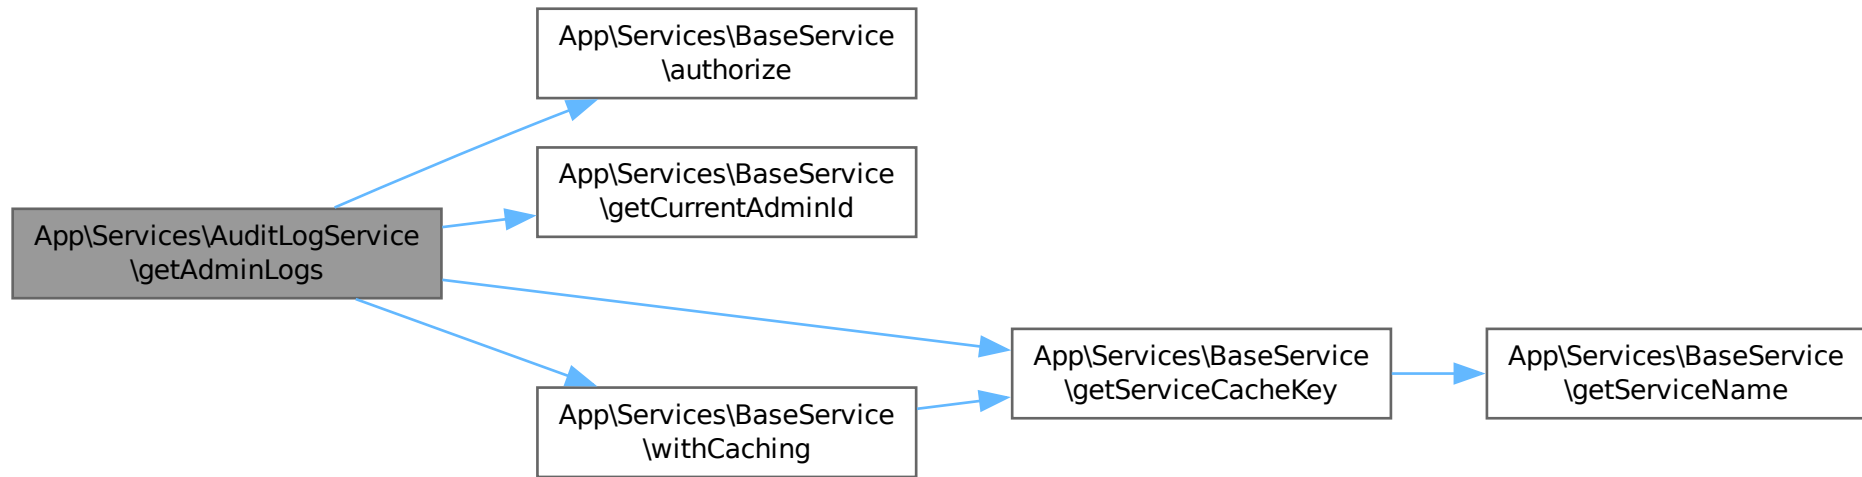 App\Services\BaseService
\authorize
App\Services\BaseService
\getCurrentAdminId
App\Services\AuditLogService
\getAdminLogs
App\Services\BaseService
\getServiceCacheKey
App\Services\BaseService
\getServiceName
App\Services\BaseService
\withCaching